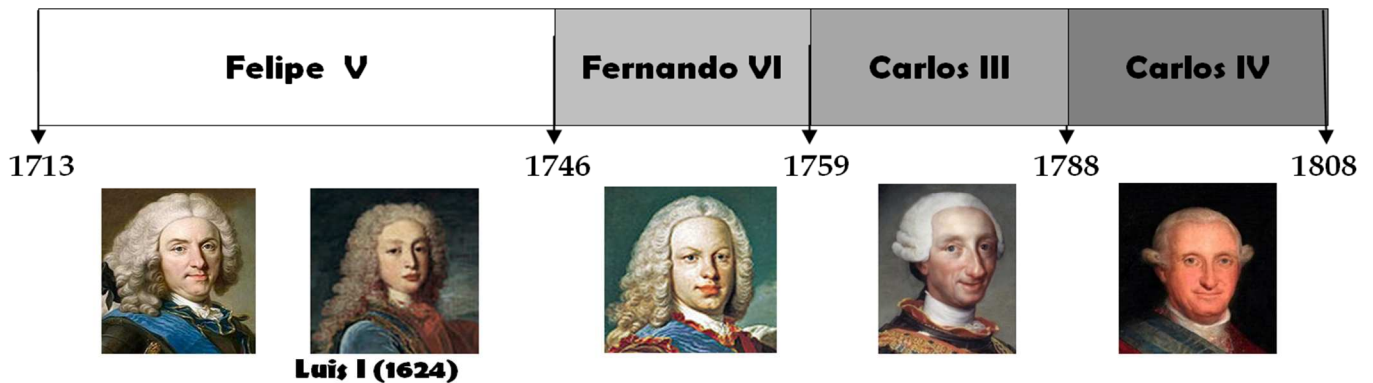 Felipe V Fernando VI Carlos III Carlos IV
1713 1746 1759 1788 1808
Luis I (1624)